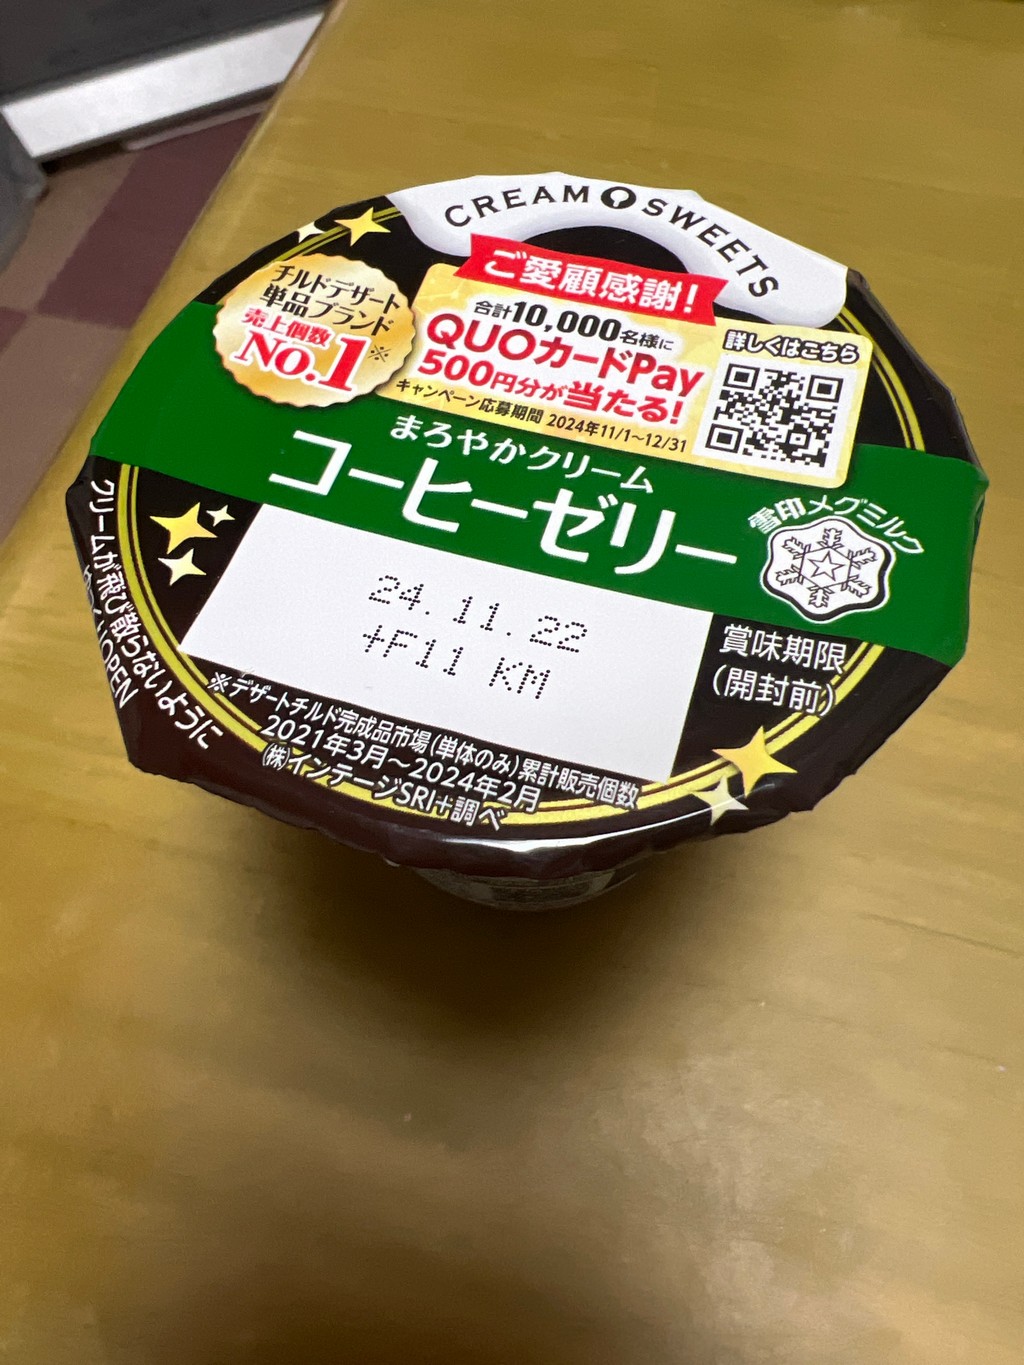 CREAM SWEETS
ご愛顧感謝!
合計10,000名様に
QUOカードPay
500円分が当たる!
キャンペーン応募期間 2024年11/1~12/31
詳しくはこちら
チルドデザート
単品ブランド
売上個数
No.1※
まろやかクリーム
コーヒーゼリー
雪印メグミルク
24.11.22
+F11 KM
賞味期限
(開封前)
※デザートチルド完成品市場(単体のみ)累計販売個数
2021年3月~2024年2月
(株)インテージSRI+調べ
クリームが飛び散らないように
OPEN